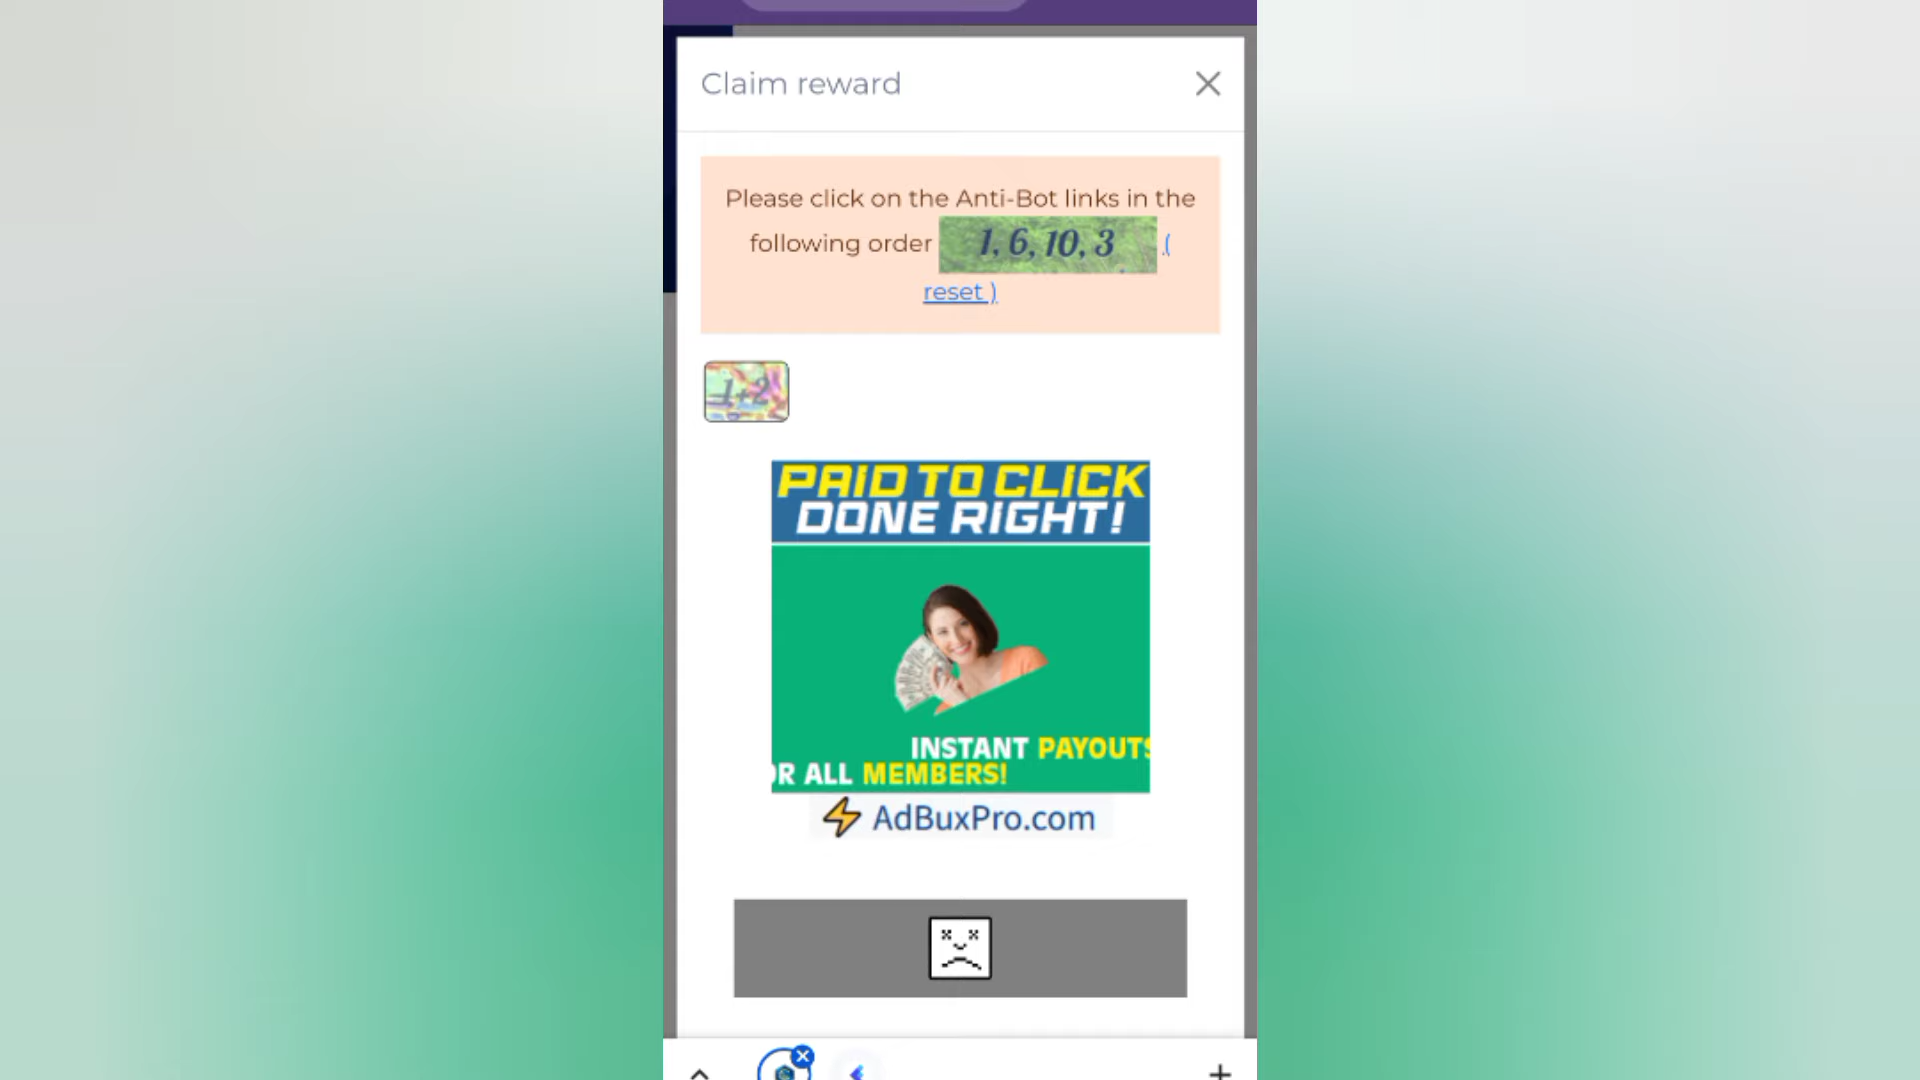 Claim reward
Please click on the Anti-Bot links in the
following order 1, 6, 10, 3 (
reset )
1+2
PAID TO CLICK
DONE RIGHT!
INSTANT PAYOUTS
OR ALL MEMBERS!
AdBuxPro.com